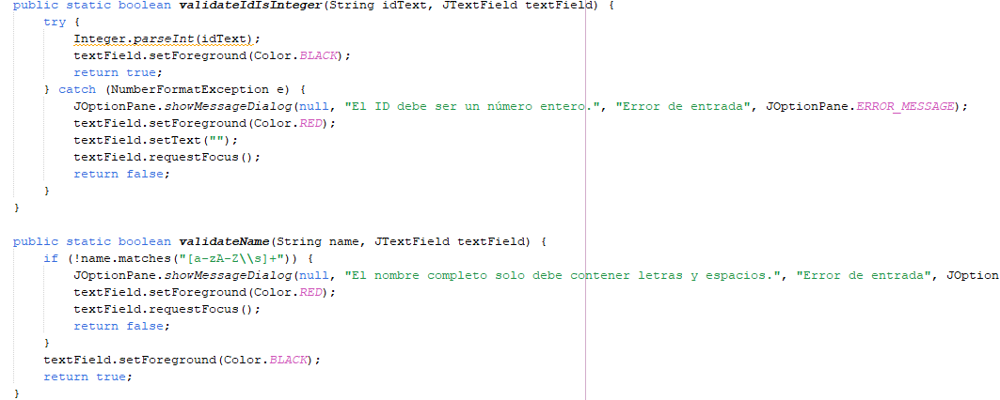 public static boolean validateIdIsInteger(String idText, JTextField textField) {
    try {
        Integer.parseInt(idText);
        textField.setForeground(Color.BLACK);
        return true;
    } catch (NumberFormatException e) {
        JOptionPane.showMessageDialog(null, "El ID debe ser un número entero.", "Error de entrada", JOptionPane.ERROR_MESSAGE);
        textField.setForeground(Color.RED);
        textField.setText("");
        textField.requestFocus();
        return false;
    }
}

public static boolean validateName(String name, JTextField textField) {
    if (!name.matches("[a-zA-Z\\s]+")) {
        JOptionPane.showMessageDialog(null, "El nombre completo solo debe contener letras y espacios.", "Error de entrada", JOption
        textField.setForeground(Color.RED);
        textField.requestFocus();
        return false;
    }
    textField.setForeground(Color.BLACK);
    return true;
}